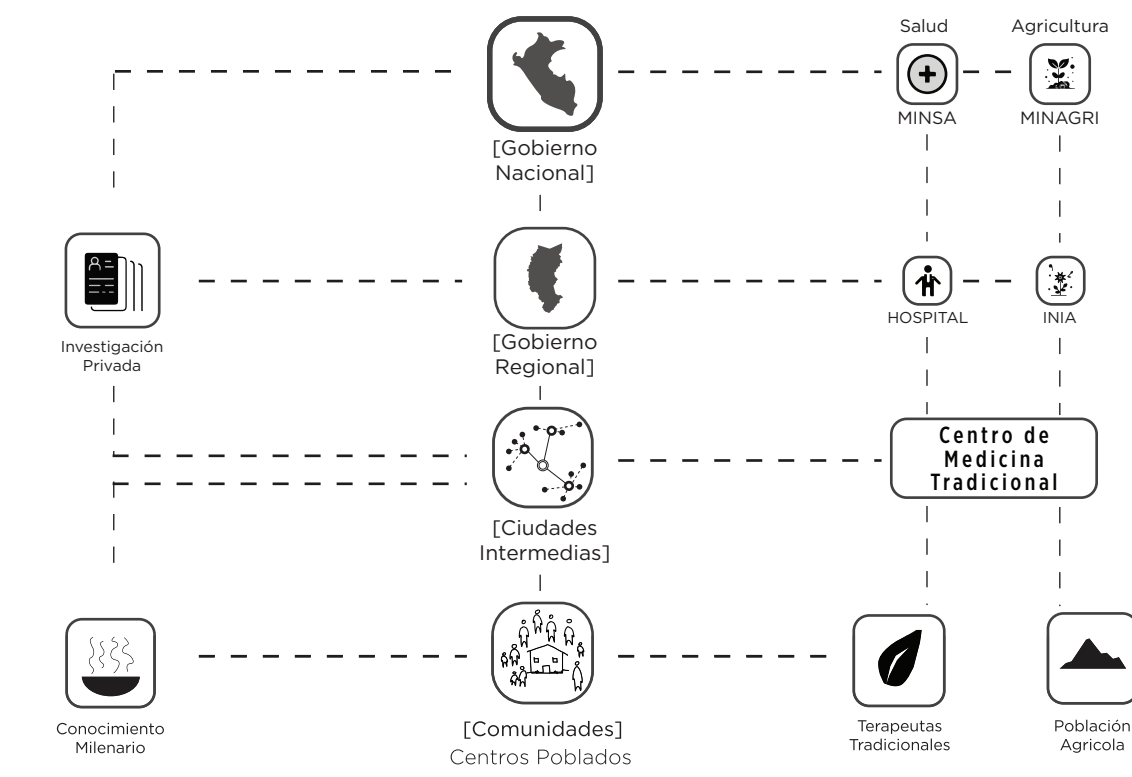 Salud
Agricultura
MINSA
MINAGRI
[Gobierno
Nacional]
HOSPITAL
INIA
Investigación
Privada
[Gobierno
Regional]
Centro de
Medicina
Tradicional
[Ciudades
Intermedias]
Conocimiento
Milenario
[Comunidades]
Centros Poblados
Terapeutas
Tradicionales
Población
Agricola